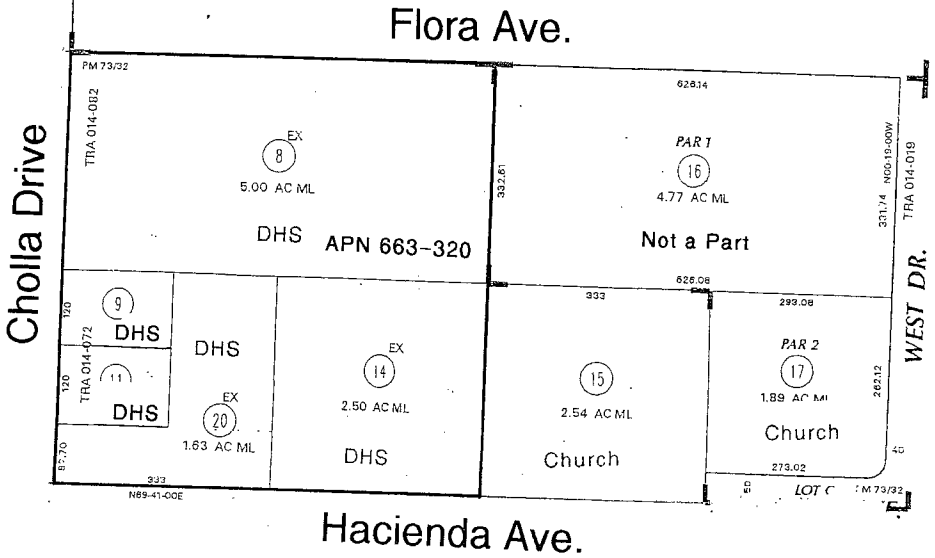 Flora Ave.
PM 73/32
TRA 014-082
626.14
EX
8
5.00 AC ML
DHS
APN 663-320
332.61
PAR 1
16
4.77 AC ML
Not a Part
626.08
331.74
N00-19-00W
TRA 014-019
Cholla Drive
WEST DR.
120
9
DHS
TRA 014-072
120
11
DHS
DHS
EX
20
1.63 AC ML
EX
14
2.50 AC ML
DHS
333
15
2.54 AC ML
Church
293.08
PAR 2
17
1.89 AC ML
Church
262.12
40
273.02
LOT C
73/32
333
N89-41-00E
Hacienda Ave.